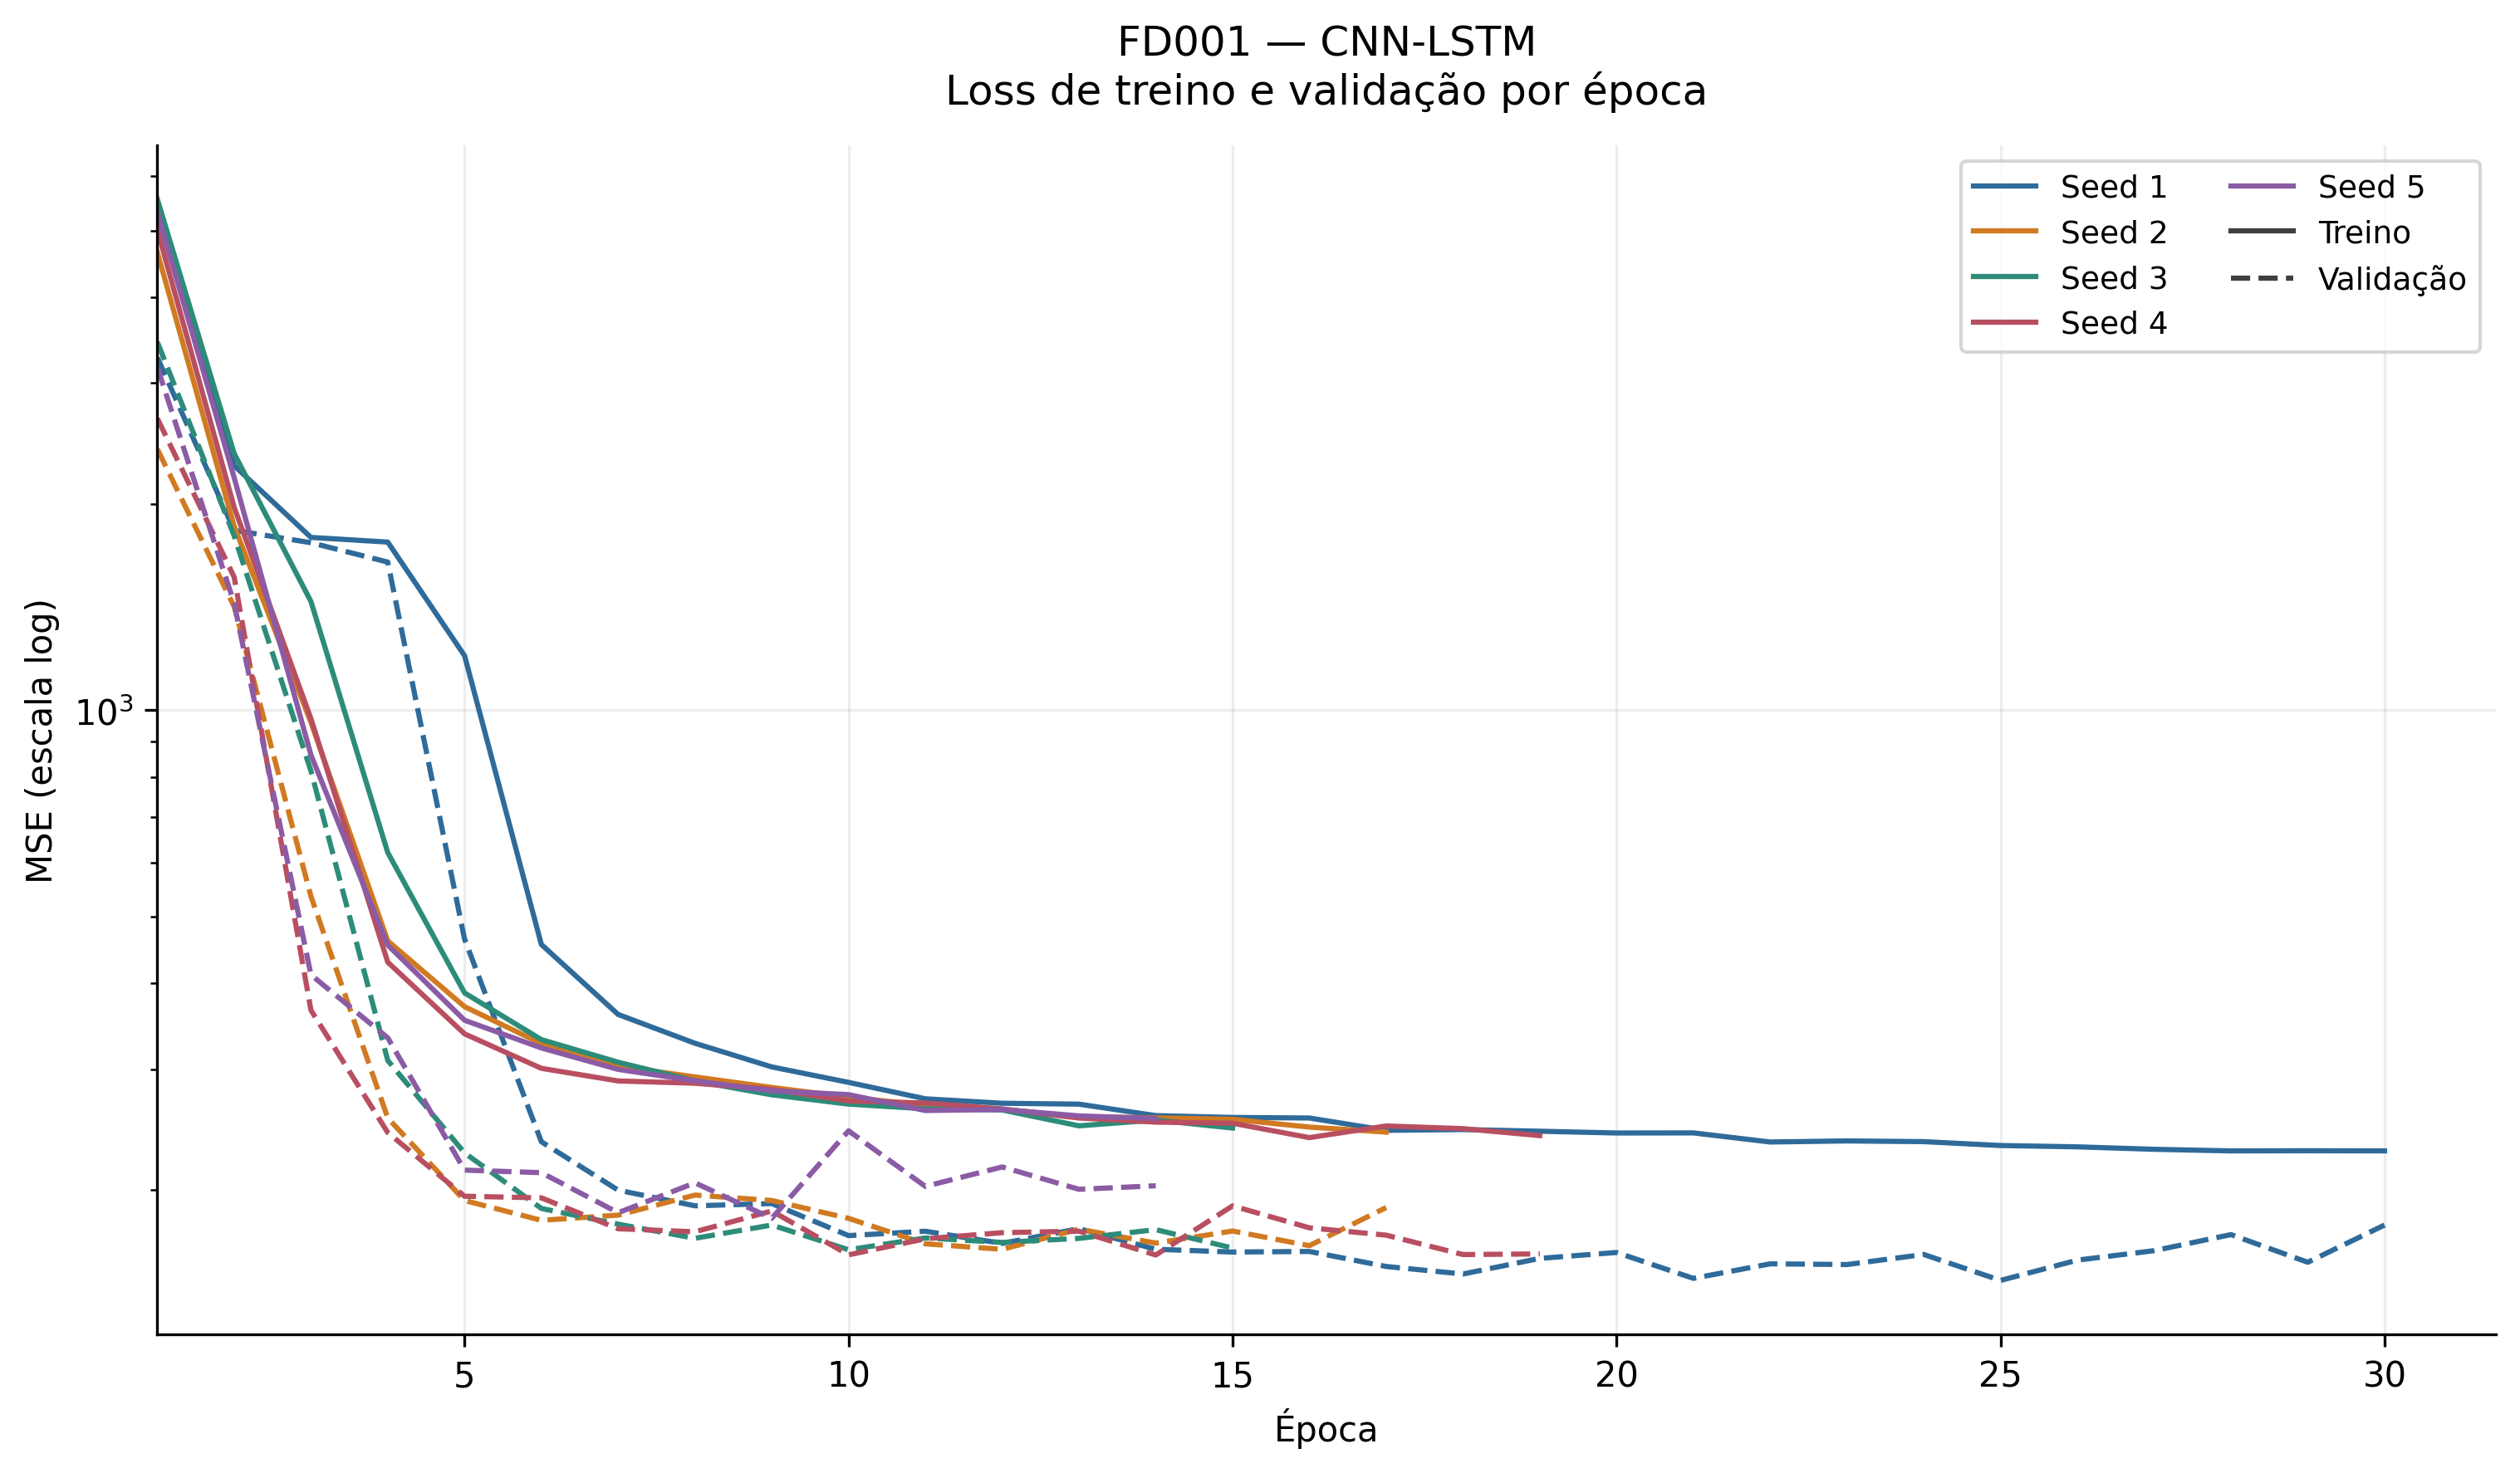 FD001 — CNN-LSTM
Loss de treino e validação por época
Seed 1
Seed 2
Seed 3
Seed 4
Seed 5
Treino
Validação
MSE (escala log)
10³
5
10
15
20
25
30
Época